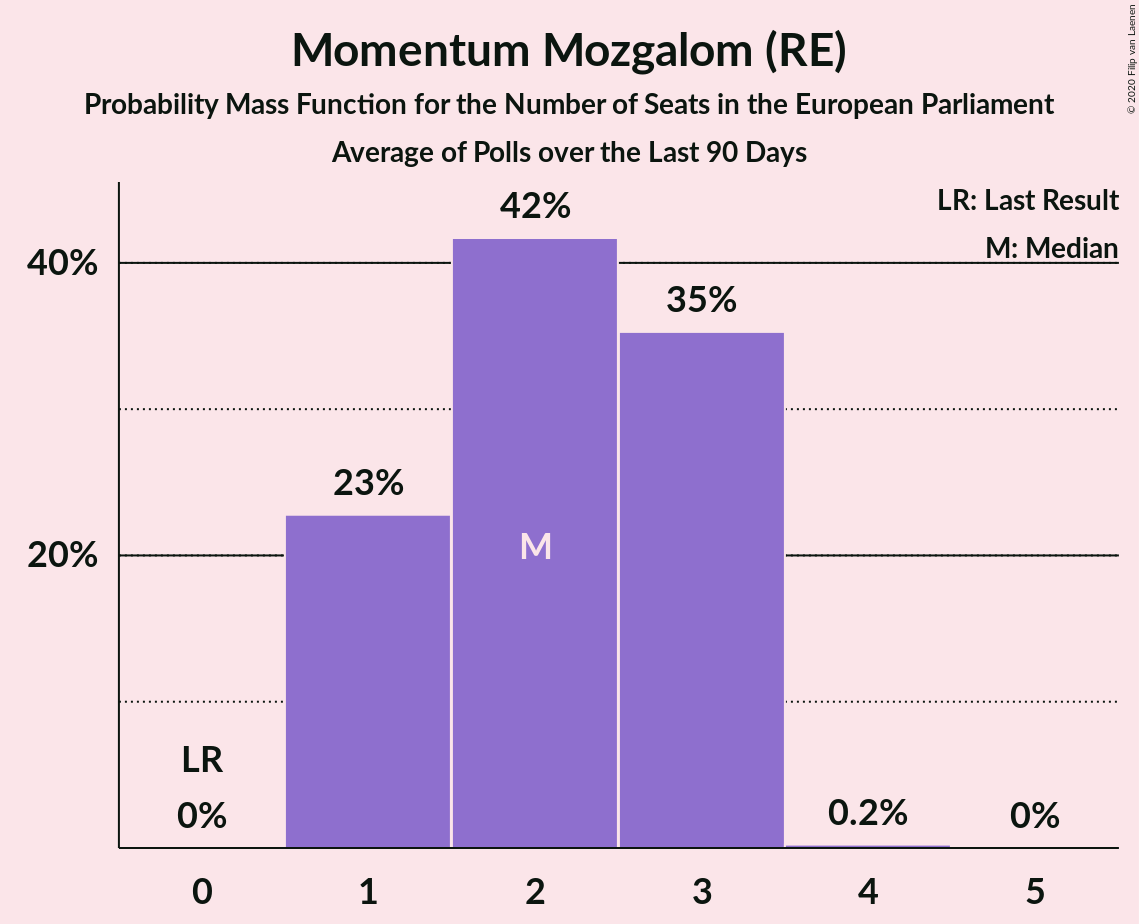 Momentum Mozgalom (RE)
Probability Mass Function for the Number of Seats in the European Parliament
Average of Polls over the Last 90 Days
© 2020 Filip van Laenen
LR: Last Result
M: Median
42%
40%
35%
23%
20%
M
LR
0%
0.2%
0%
0 1 2 3 4 5